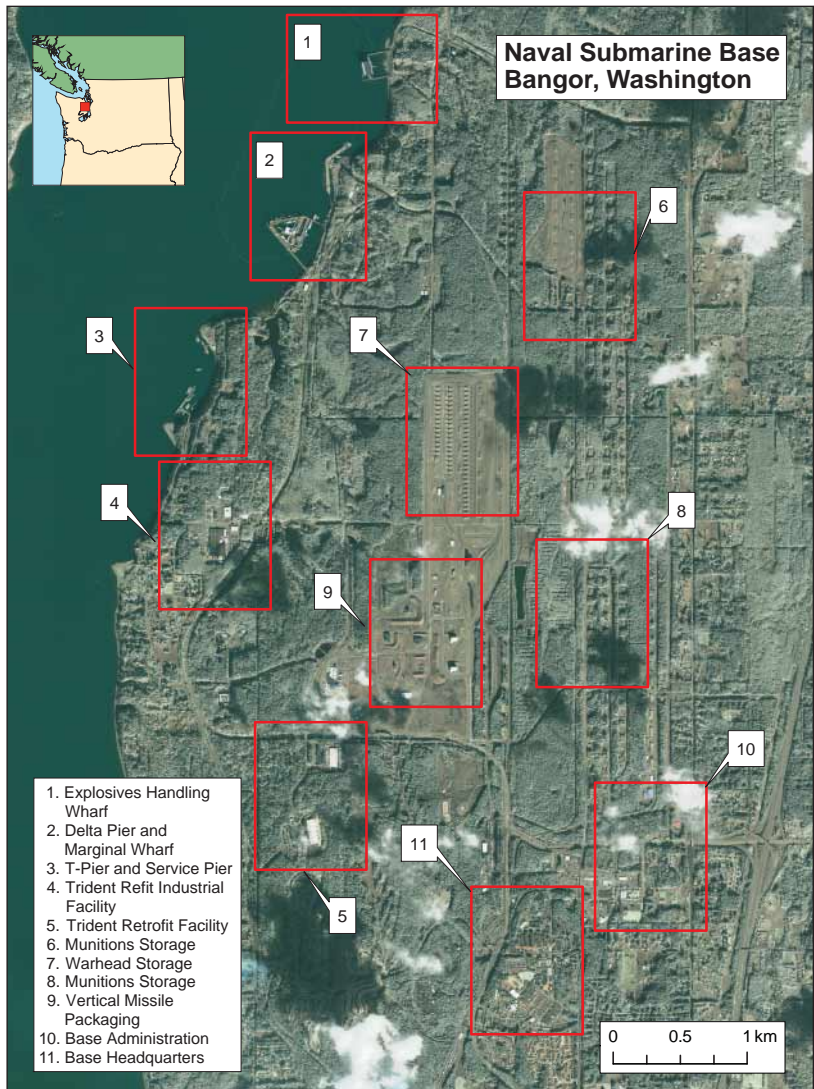 Naval Submarine Base
Bangor, Washington
1
2
3
4
5
6
7
8
9
10
11
1. Explosives Handling
Wharf
2. Delta Pier and
Marginal Wharf
3. T-Pier and Service Pier
4. Trident Refit Industrial
Facility
5. Trident Retrofit Facility
6. Munitions Storage
7. Warhead Storage
8. Munitions Storage
9. Vertical Missile
Packaging
10. Base Administration
11. Base Headquarters
0 0.5 1 km